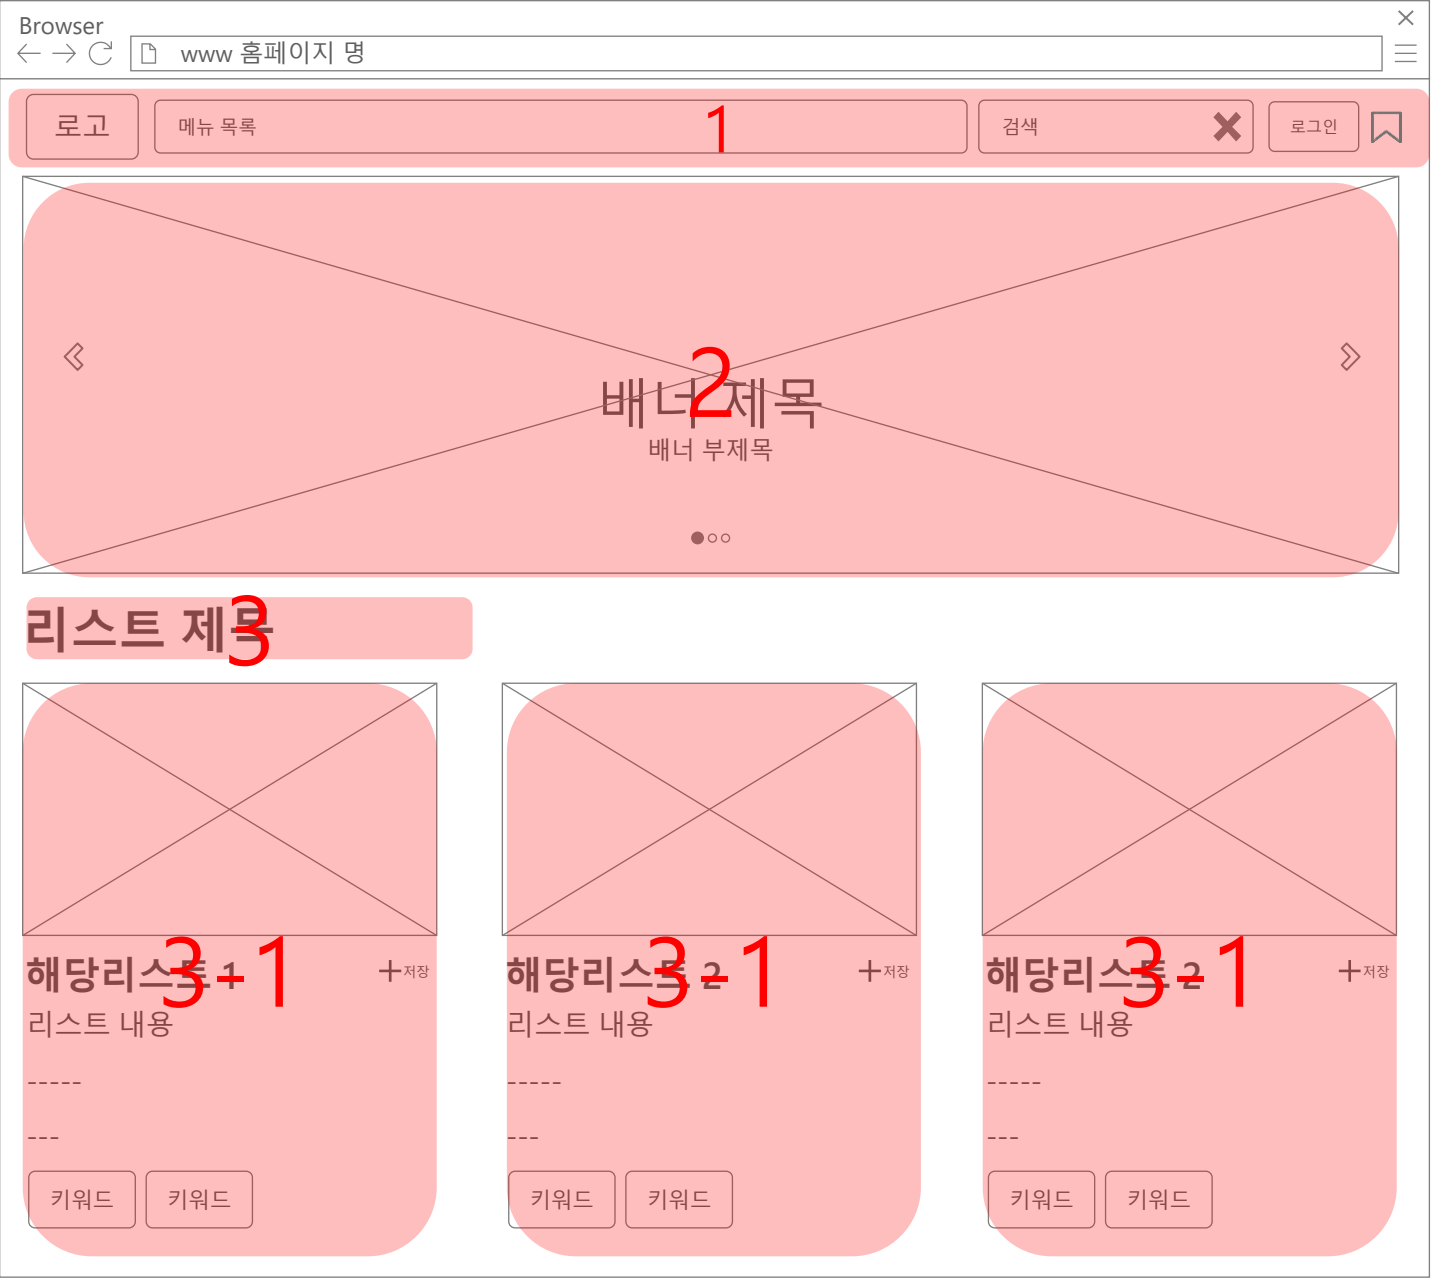 Browser
www 홈페이지 명
로고
메뉴 목록
1
검색
로그인
2
배너 제목
배너 부제목
리스트 제목
3
해당리스트 1
3-1
+저장
해당리스트 2
3-1
+저장
해당리스트 2
3-1
+저장
리스트 내용
리스트 내용
리스트 내용
-----
-----
-----
---
---
---
키워드
키워드
키워드
키워드
키워드
키워드